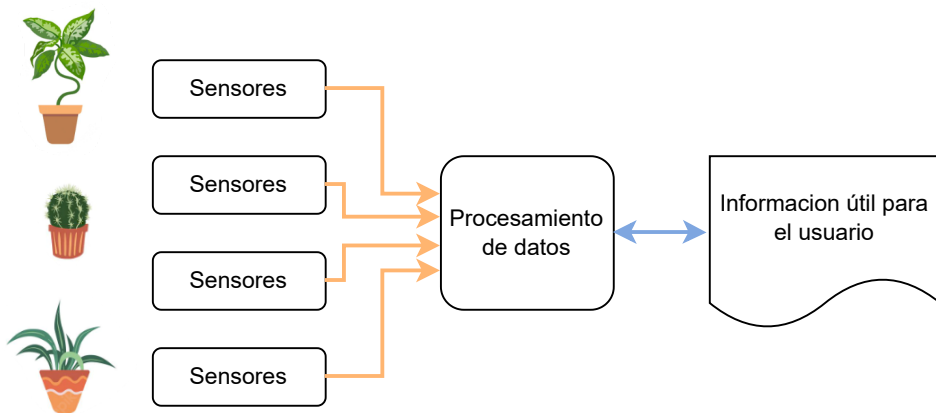 Sensores
Sensores
Sensores
Sensores
Procesamiento
de datos
Informacion útil para
el usuario